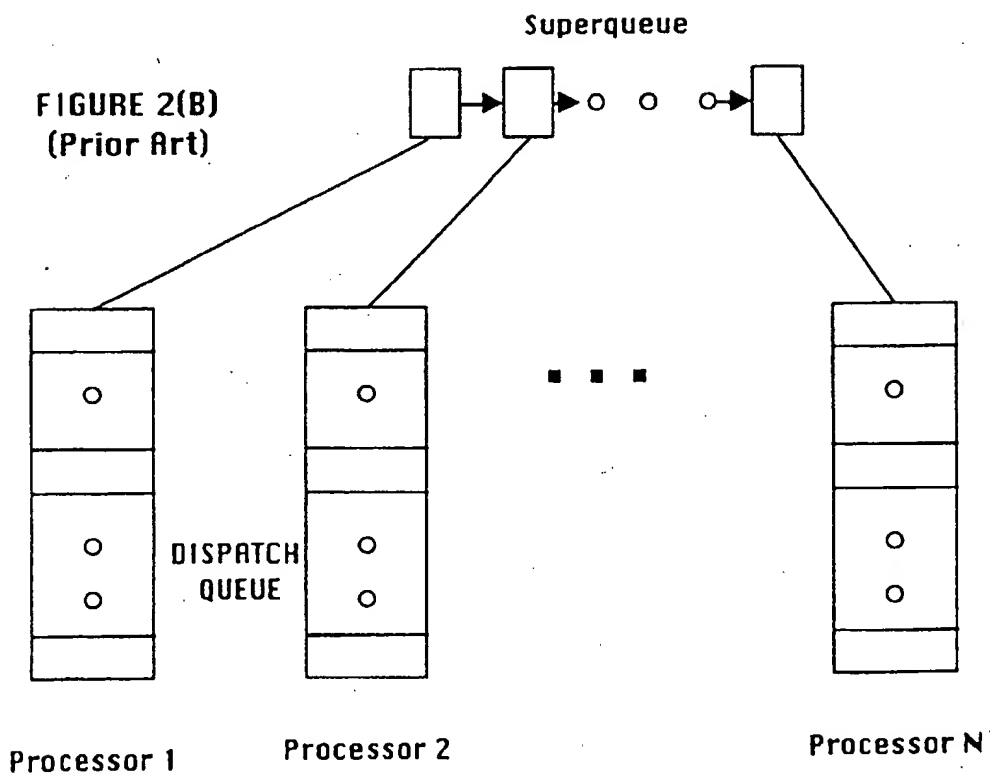 Superqueue
FIGURE 2(B)
(Prior Art)
DISPATCH
QUEUE
Processor 1
Processor 2
Processor N